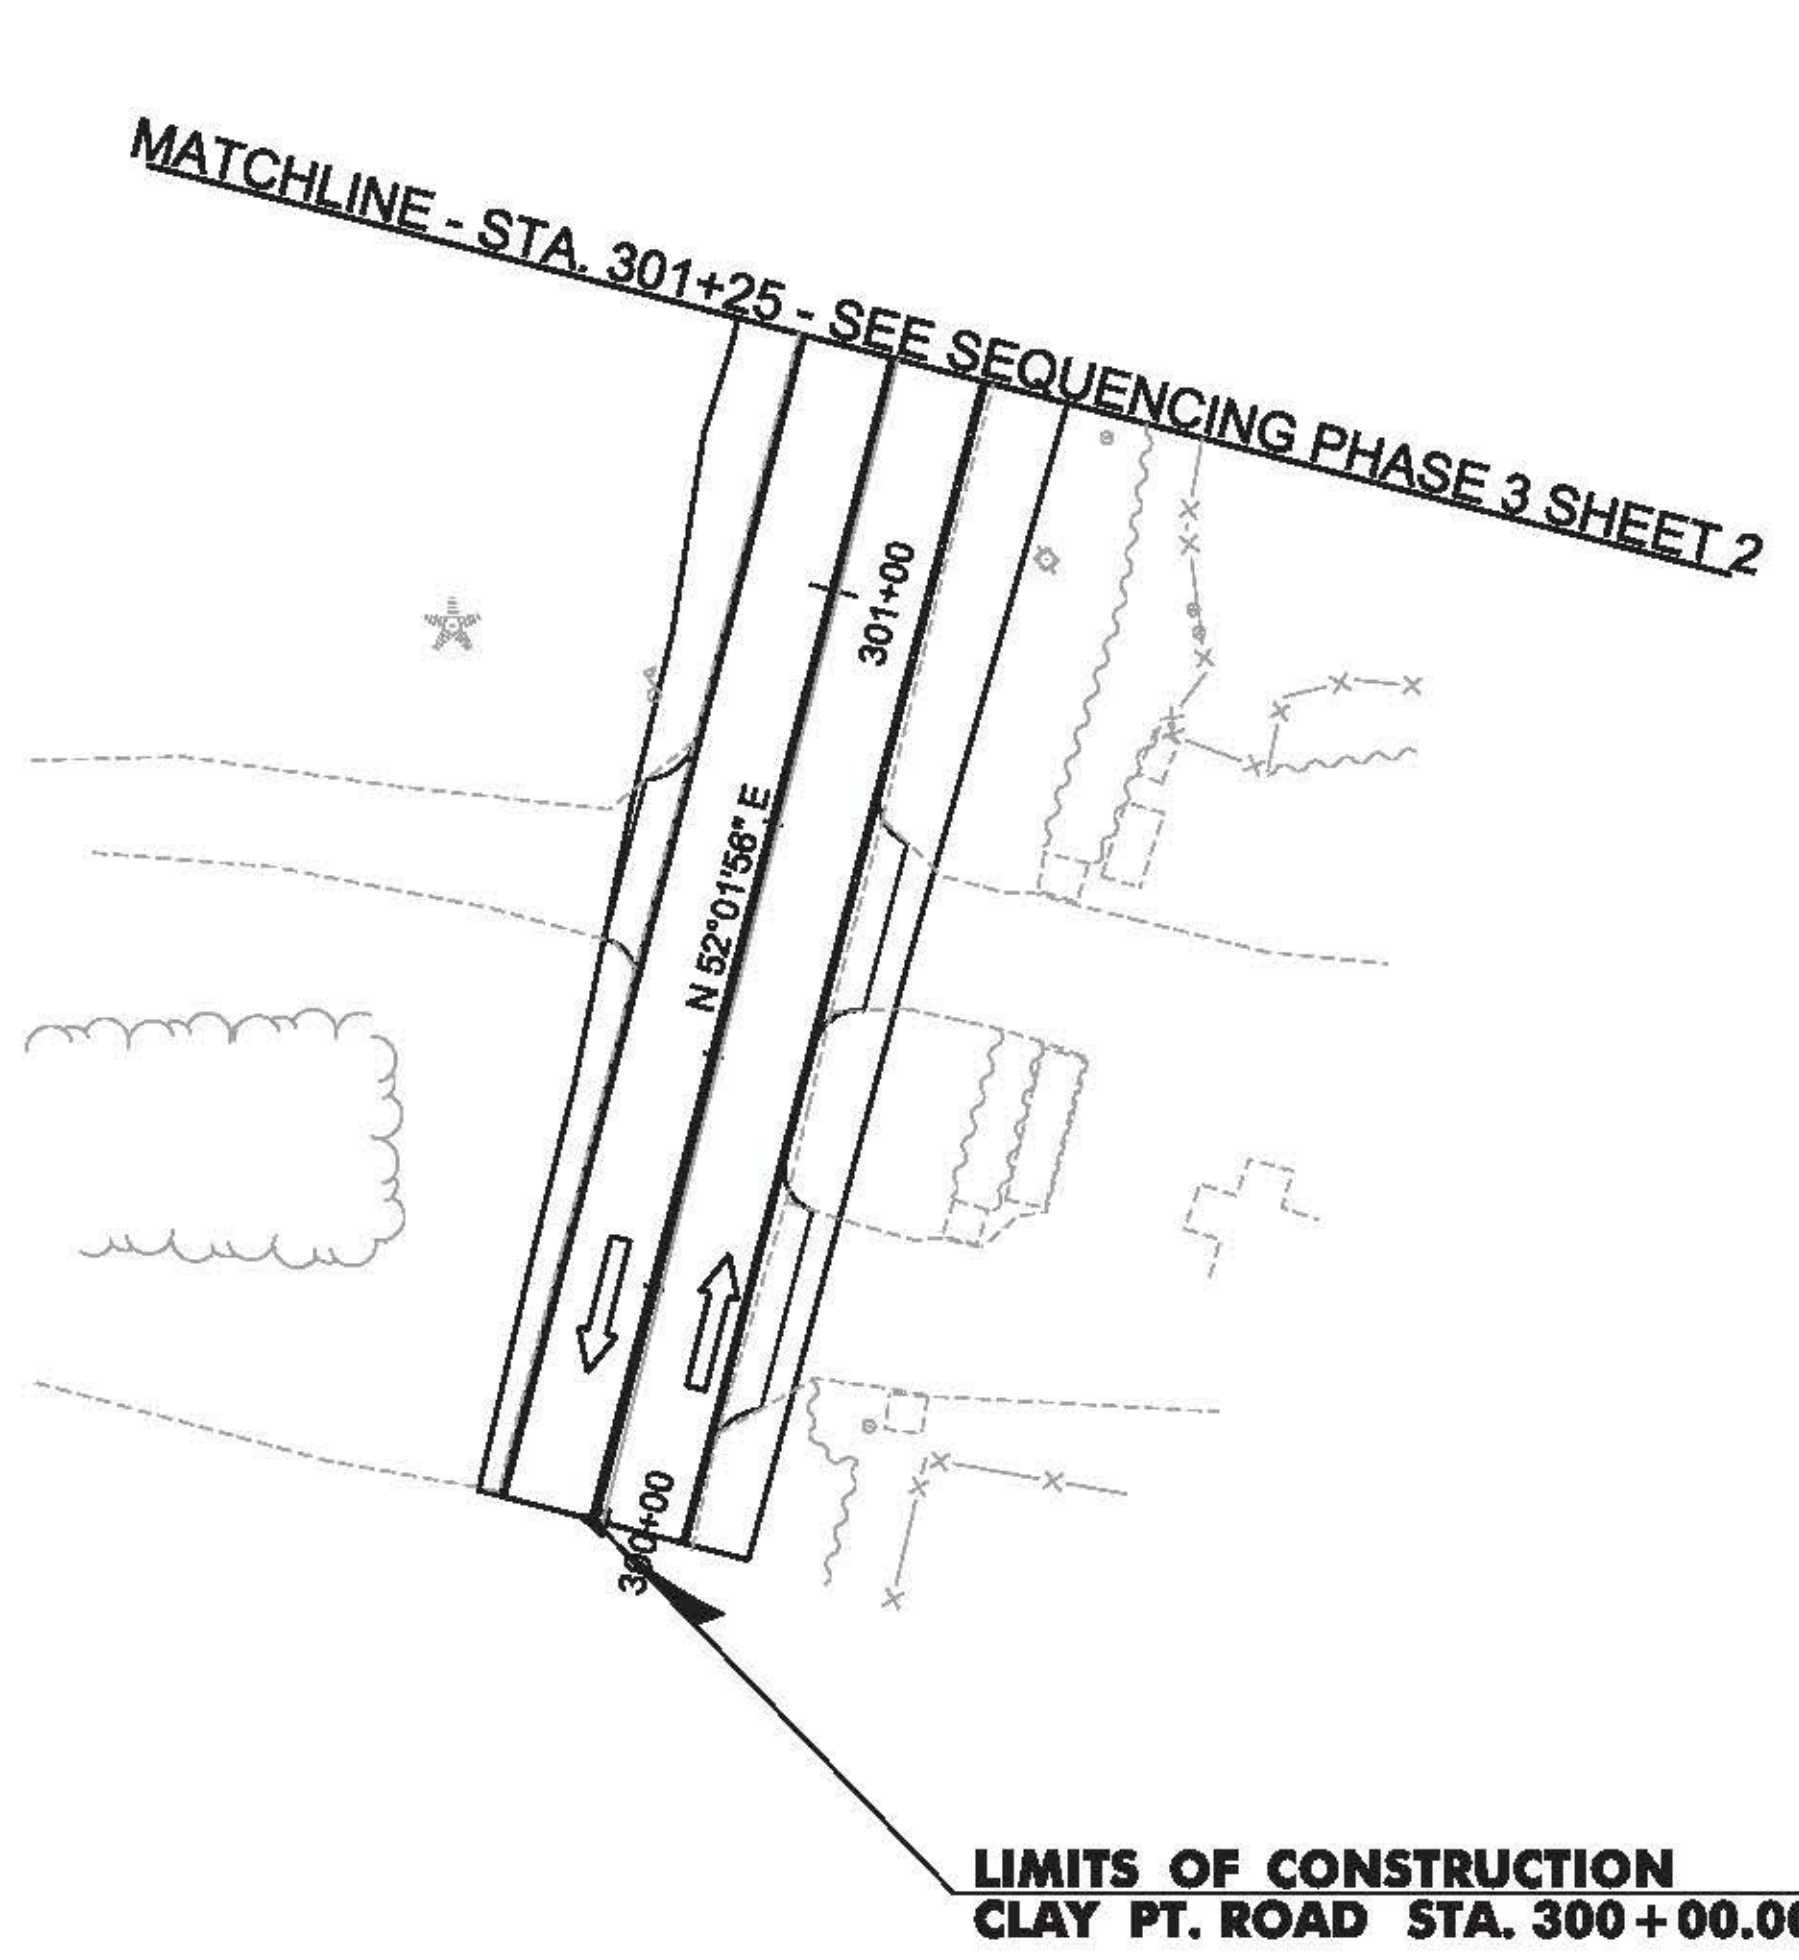 MATCHLINE - STA. 301+25 - SEE SEQUENCING PHASE 3 SHEET 2
301+00
N 52°01'56" E
300+00
LIMITS OF CONSTRUCTION
CLAY PT. ROAD STA. 300+00.00